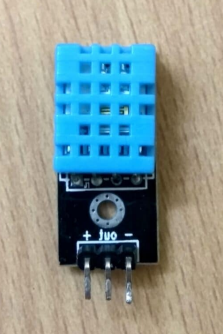 + out -